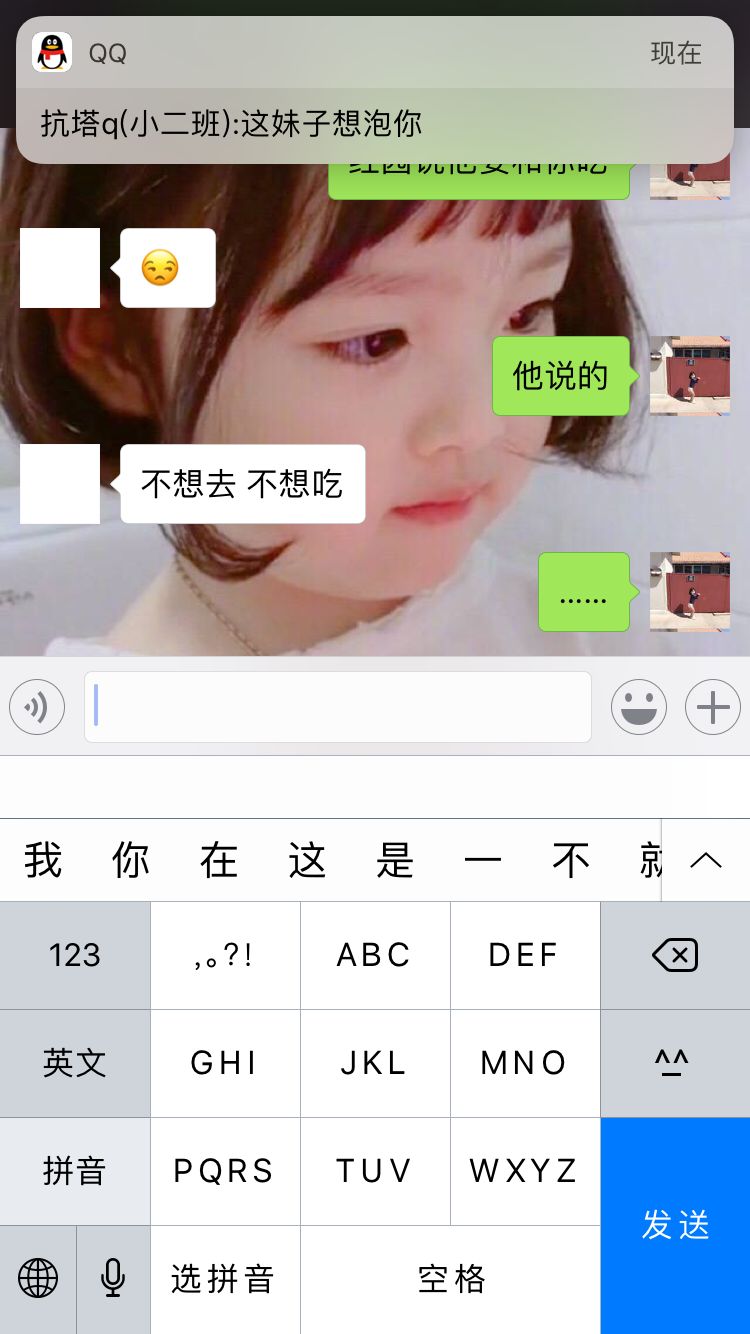 QQ
现在
抗塔q(小二班):这妹子想泡你
他说的
不想去 不想吃
......
我 你 在 这 是 一 不
123
,。?!
ABC
DEF
英文
GHI
JKL
MNO
^^
拼音
PQRS
TUV
WXYZ
发送
选拼音
空格